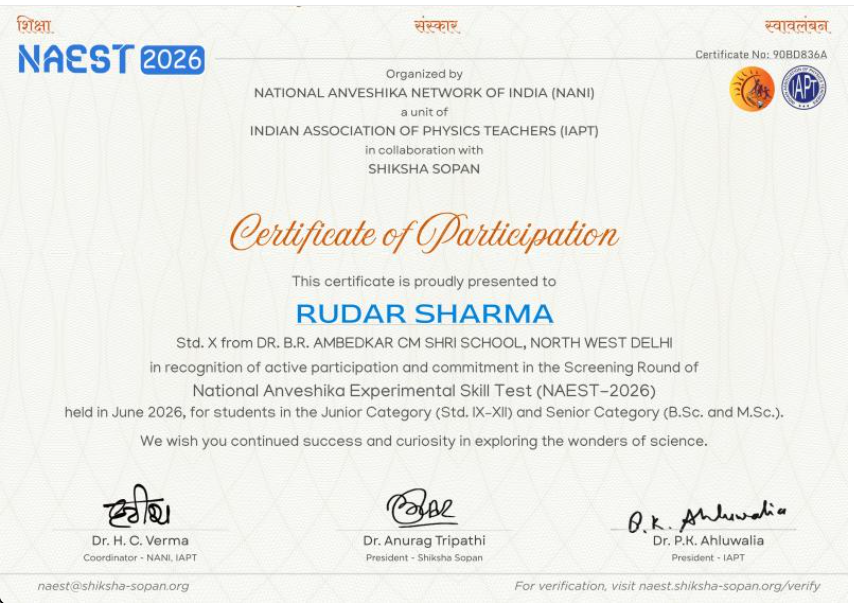 शिक्षा
संस्कार
स्वावलंबन
NAEST 2026
Certificate No: 90BD836A
Organized by
NATIONAL ANVESHIKA NETWORK OF INDIA (NANI)
a unit of
INDIAN ASSOCIATION OF PHYSICS TEACHERS (IAPT)
in collaboration with
SHIKSHA SOPAN
IAPT
Certificate of Participation
This certificate is proudly presented to
RUDAR SHARMA
Std. X from DR. B.R. AMBEDKAR CM SHRI SCHOOL, NORTH WEST DELHI
in recognition of active participation and commitment in the Screening Round of
National Anveshika Experimental Skill Test (NAEST-2026)
held in June 2026, for students in the Junior Category (Std. IX-XII) and Senior Category (B.Sc. and M.Sc.).
We wish you continued success and curiosity in exploring the wonders of science.
P.K. Ahluwalia
Dr. H. C. Verma
Dr. Anurag Tripathi
Dr. P.K. Ahluwalia
Coordinator - NANI, IAPT
President - Shiksha Sopan
President - IAPT
naest@shiksha-sopan.org
For verification, visit naest.shiksha-sopan.org/verify